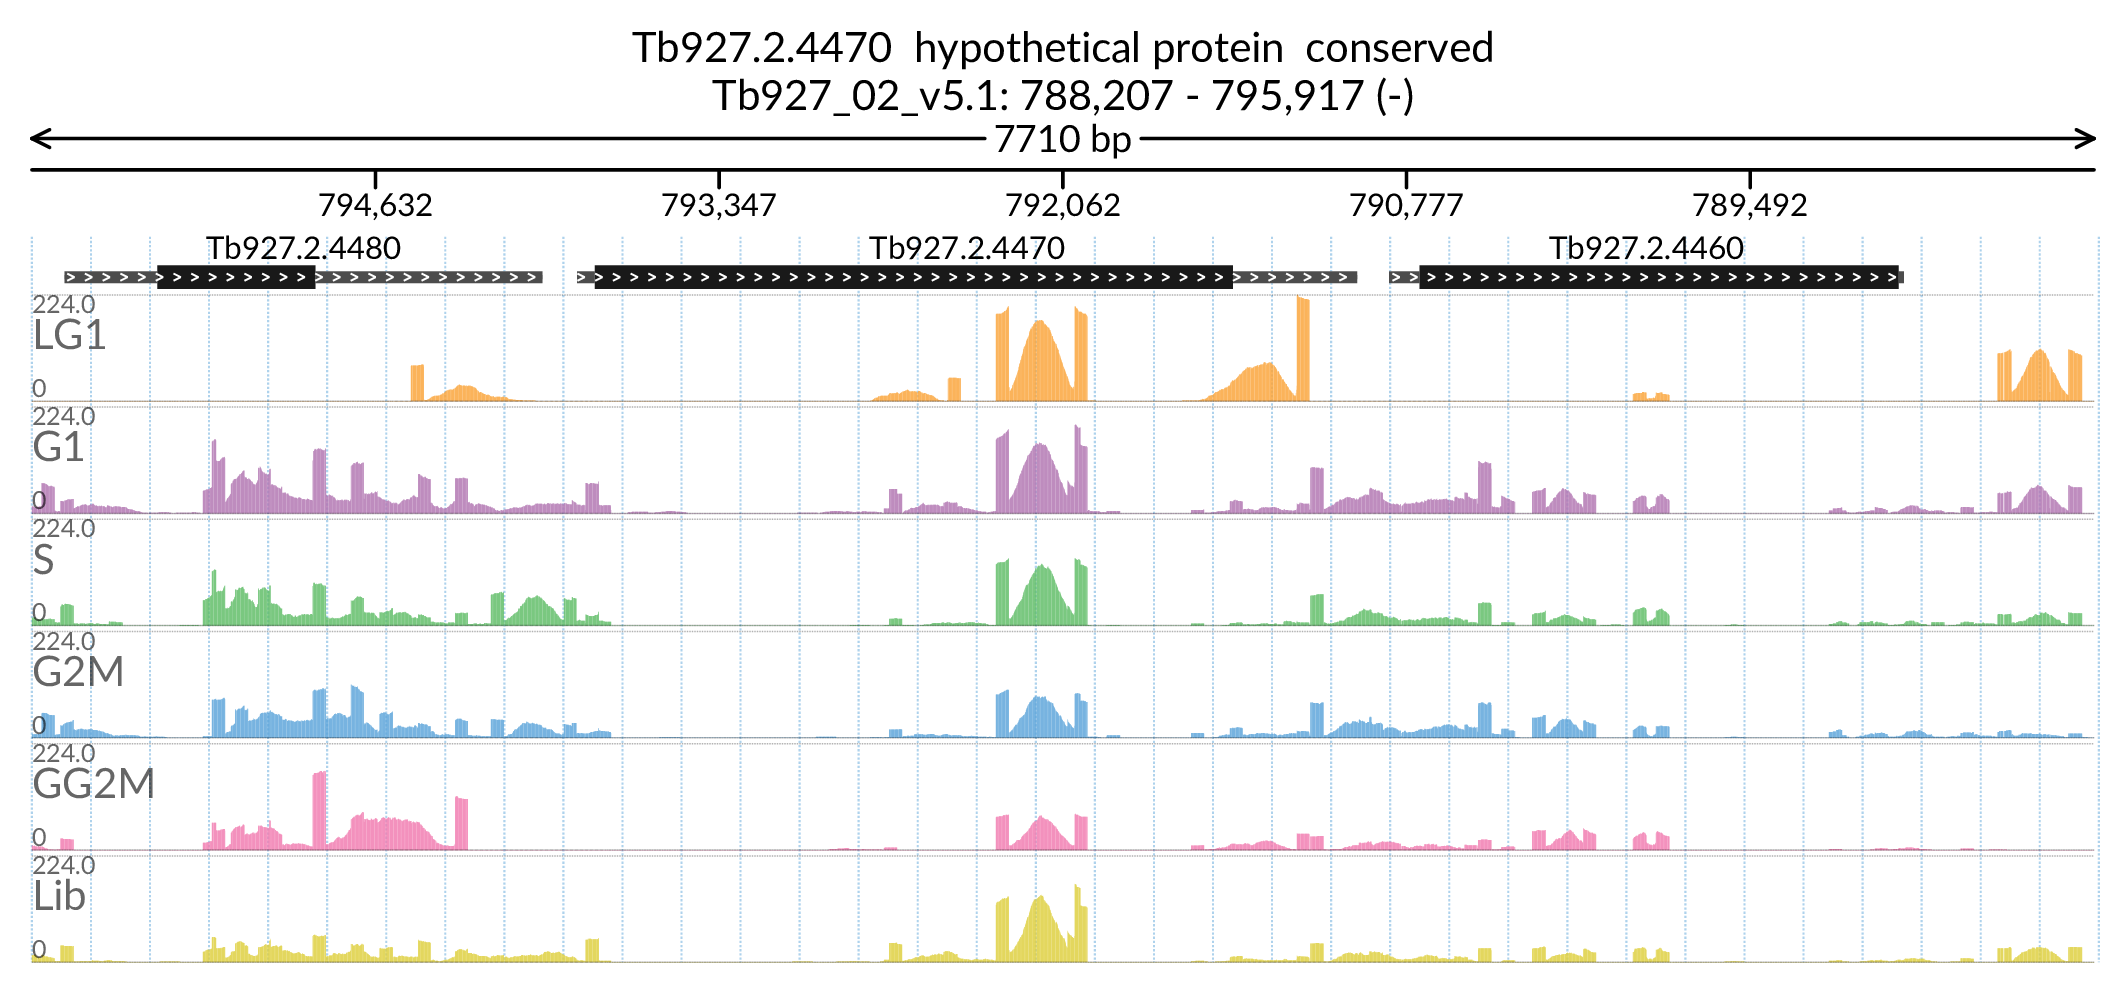 Tb927.2.4470  hypothetical protein  conserved
Tb927_02_v5.1: 788,207 - 795,917 (-)
7710 bp
794,632 793,347 792,062 790,777 789,492
Tb927.2.4480 Tb927.2.4470 Tb927.2.4460
224.0
LG1
0
224.0
G1
0
224.0
S
0
224.0
G2M
0
224.0
GG2M
0
224.0
Lib
0